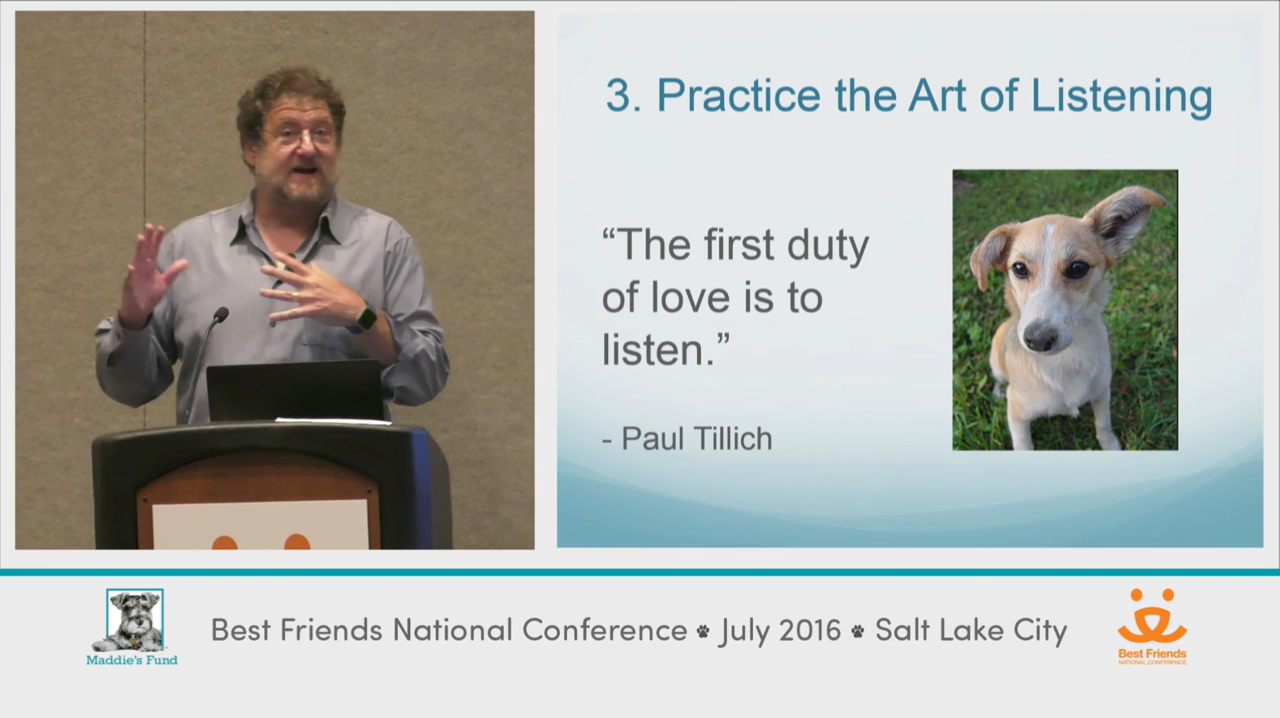 3. Practice the Art of Listening
“The first duty
of love is to
listen.”
- Paul Tillich
Maddie's Fund
Best Friends National Conference 🐾 July 2016 🐾 Salt Lake City
Best Friends
NATIONAL CONFERENCE